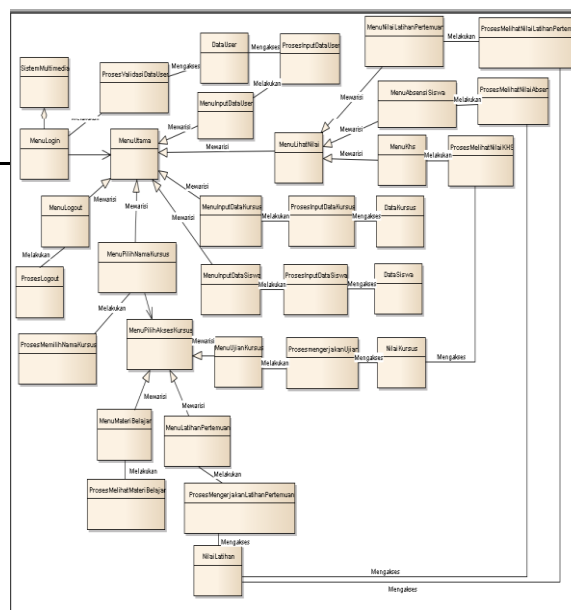 MenuNilaiLatihanPertemuan
Melakukan
ProsesMelihatNilaiLatihanPertemuan
DataUser
Mengakses
ProsesInputDataUser
SistemMultimedia
ProsesValidasiDataUser
Mengakses
Melakukan
Mewarisi
MenuAbsensiSiswa
Melakukan
ProsesMelihatNilaiAbsen
MenuInputDataUser
Mewarisi
Melakukan
Mewarisi
MenuLogin
MenuUtama
Mewarisi
MenuLihatNilai
Mewarisi
MenuKhs
Melakukan
ProsesMelihatNilaiKHS
Mewarisi
Mewarisi
Mewarisi
MenuLogout
MenuInputDataKursus
Melakukan
ProsesInputDataKursus
Mengakses
DataKursus
Melakukan
Mewarisi
MenuPilihNamaKursus
ProsesLogout
MenuInputDataSiswa
Melakukan
ProsesInputDataSiswa
Mengakses
DataSiswa
Melakukan
MenuPilihAksesKursus
ProsesMemilihNamaKursus
Mewarisi
MenuUjianKursus
Melakukan
ProsesmengerjakanUjian
Mengakses
NilaiKursus
Mengakses
Mewarisi
Mewarisi
MenuMateriBelajar
MenuLatihanPertemuan
Melakukan
Melakukan
ProsesMelihatMateriBelajar
ProsesMengerjakanLatihanPertemuan
Mengakses
NilaiLatihan
Mengakses
Mengakses